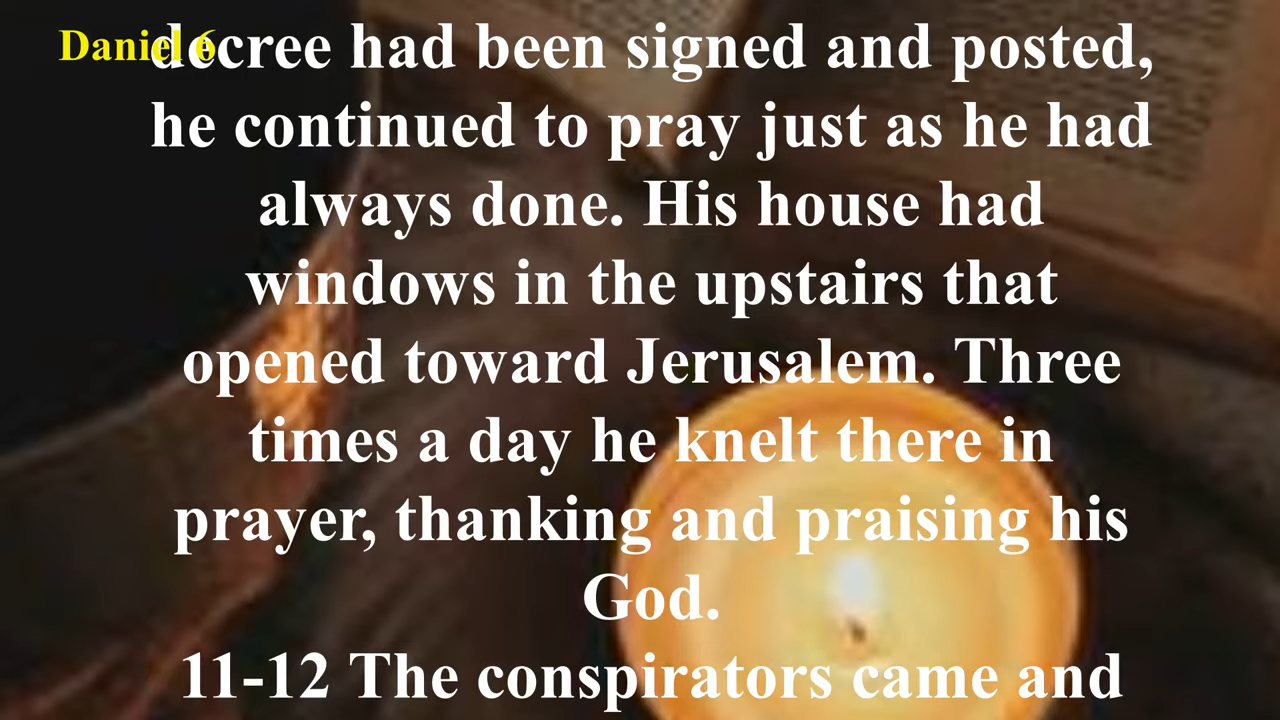 Daniel 6
decree had been signed and posted,
he continued to pray just as he had
always done. His house had
windows in the upstairs that
opened toward Jerusalem. Three
times a day he knelt there in
prayer, thanking and praising his
God.
11-12 The conspirators came and